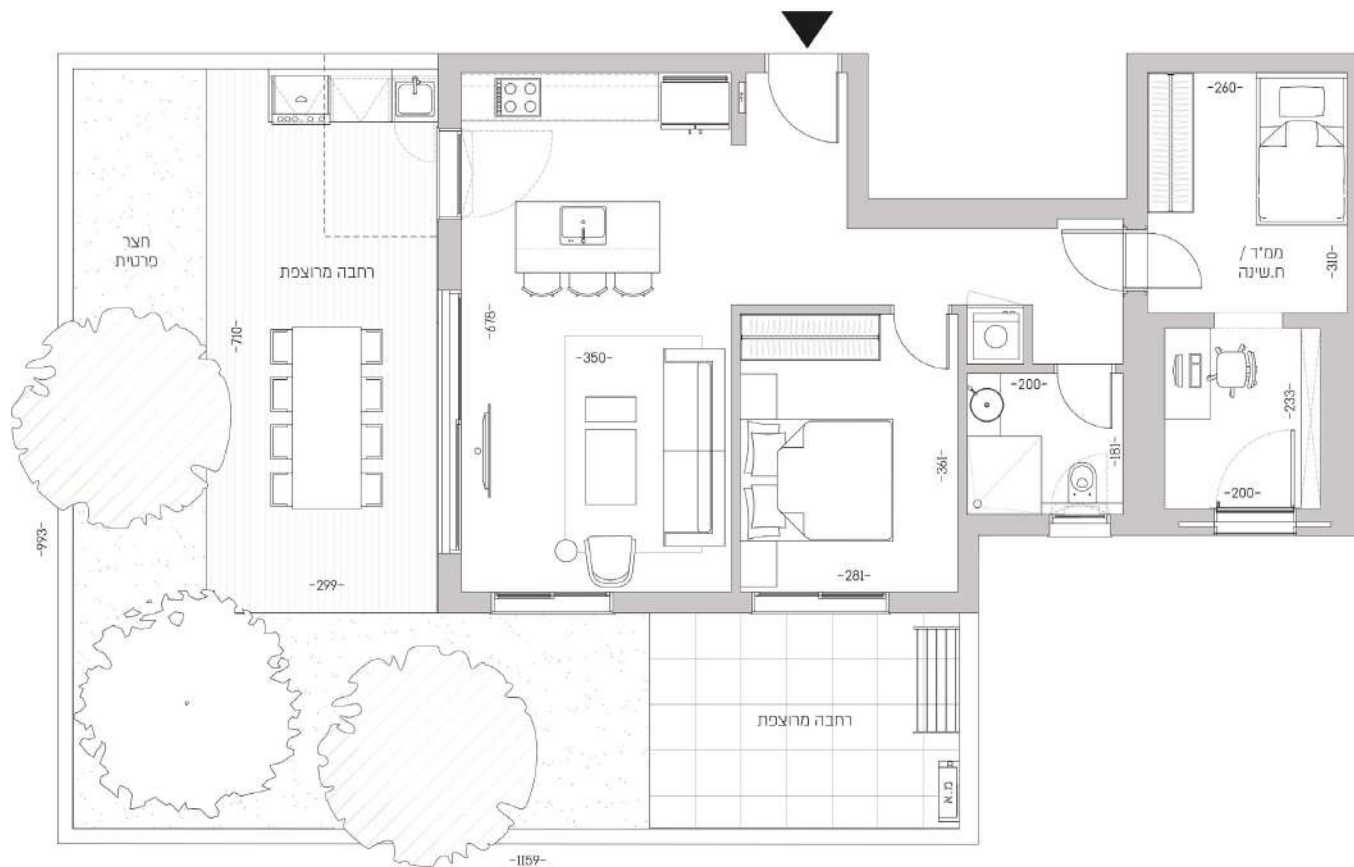 -260-
חצר
פרטית
רחבה מרוצפת
ממ"ד /
ח.שינה
-310-
-710-
-678-
-350-
-200-
-233-
-361-
-181-
-200-
-993-
-299-
-281-
רחבה מרוצפת
מ.א
-1159-